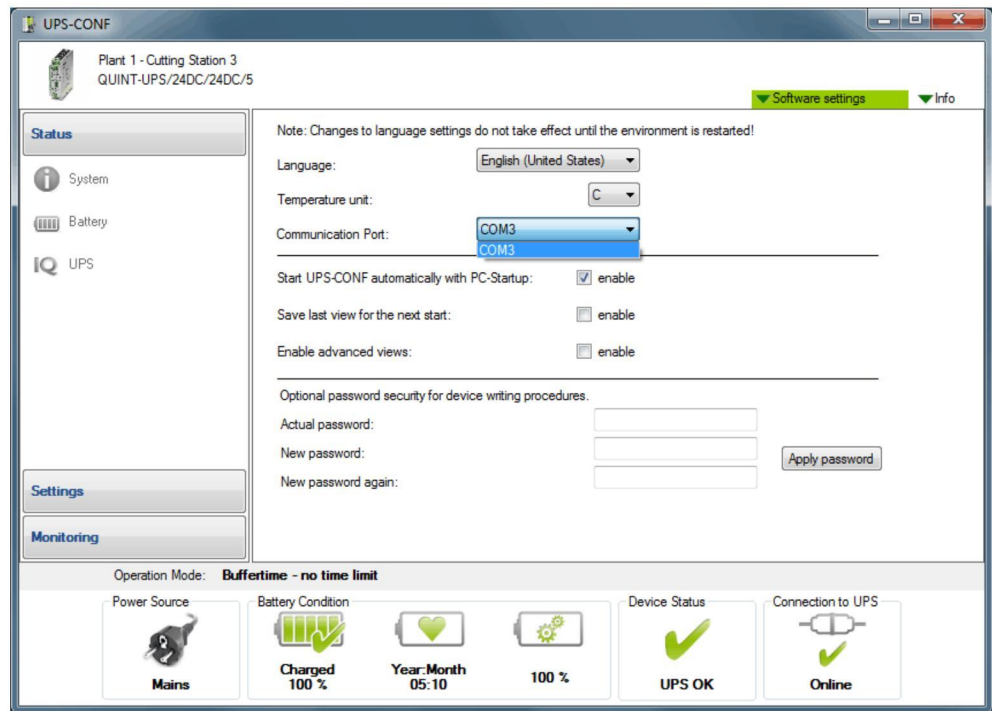 UPS-CONF
Plant 1 - Cutting Station 3
QUINT-UPS/24DC/24DC/5
Software settings
Info
Status
System
Battery
IQ UPS
Settings
Monitoring
Note: Changes to language settings do not take effect until the environment is restarted!
Language: English (United States)
Temperature unit: C
Communication Port: COM3
COM3
Start UPS-CONF automatically with PC-Startup: enable
Save last view for the next start: enable
Enable advanced views: enable
Optional password security for device writing procedures.
Actual password:
New password:
Apply password
New password again:
Operation Mode: Buffertime - no time limit
Power Source
Mains
Battery Condition
Charged
100 %
Year:Month
05:10
100 %
Device Status
UPS OK
Connection to UPS
Online